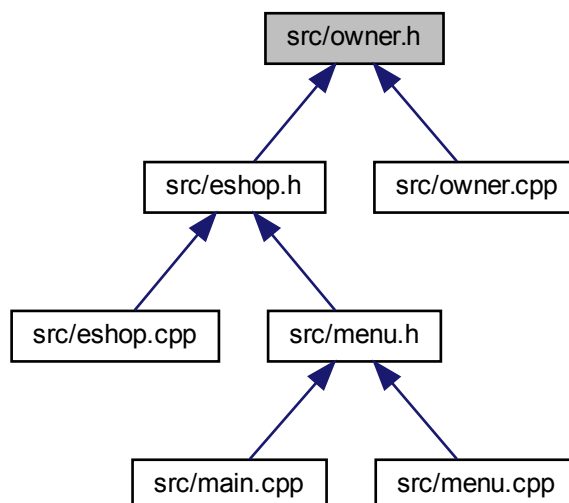 src/owner.h
src/eshop.h
src/owner.cpp
src/eshop.cpp
src/menu.h
src/main.cpp
src/menu.cpp